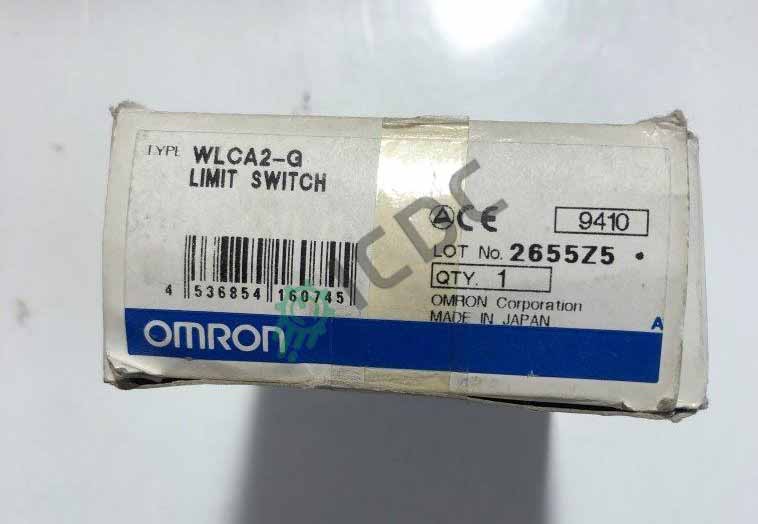 TYPE WLCA2-G
LIMIT SWITCH
4 536854 160745
OMRON
CE
9410
LOT No. 2655Z5
QTY. 1
OMRON Corporation
MADE IN JAPAN
A
ICDC